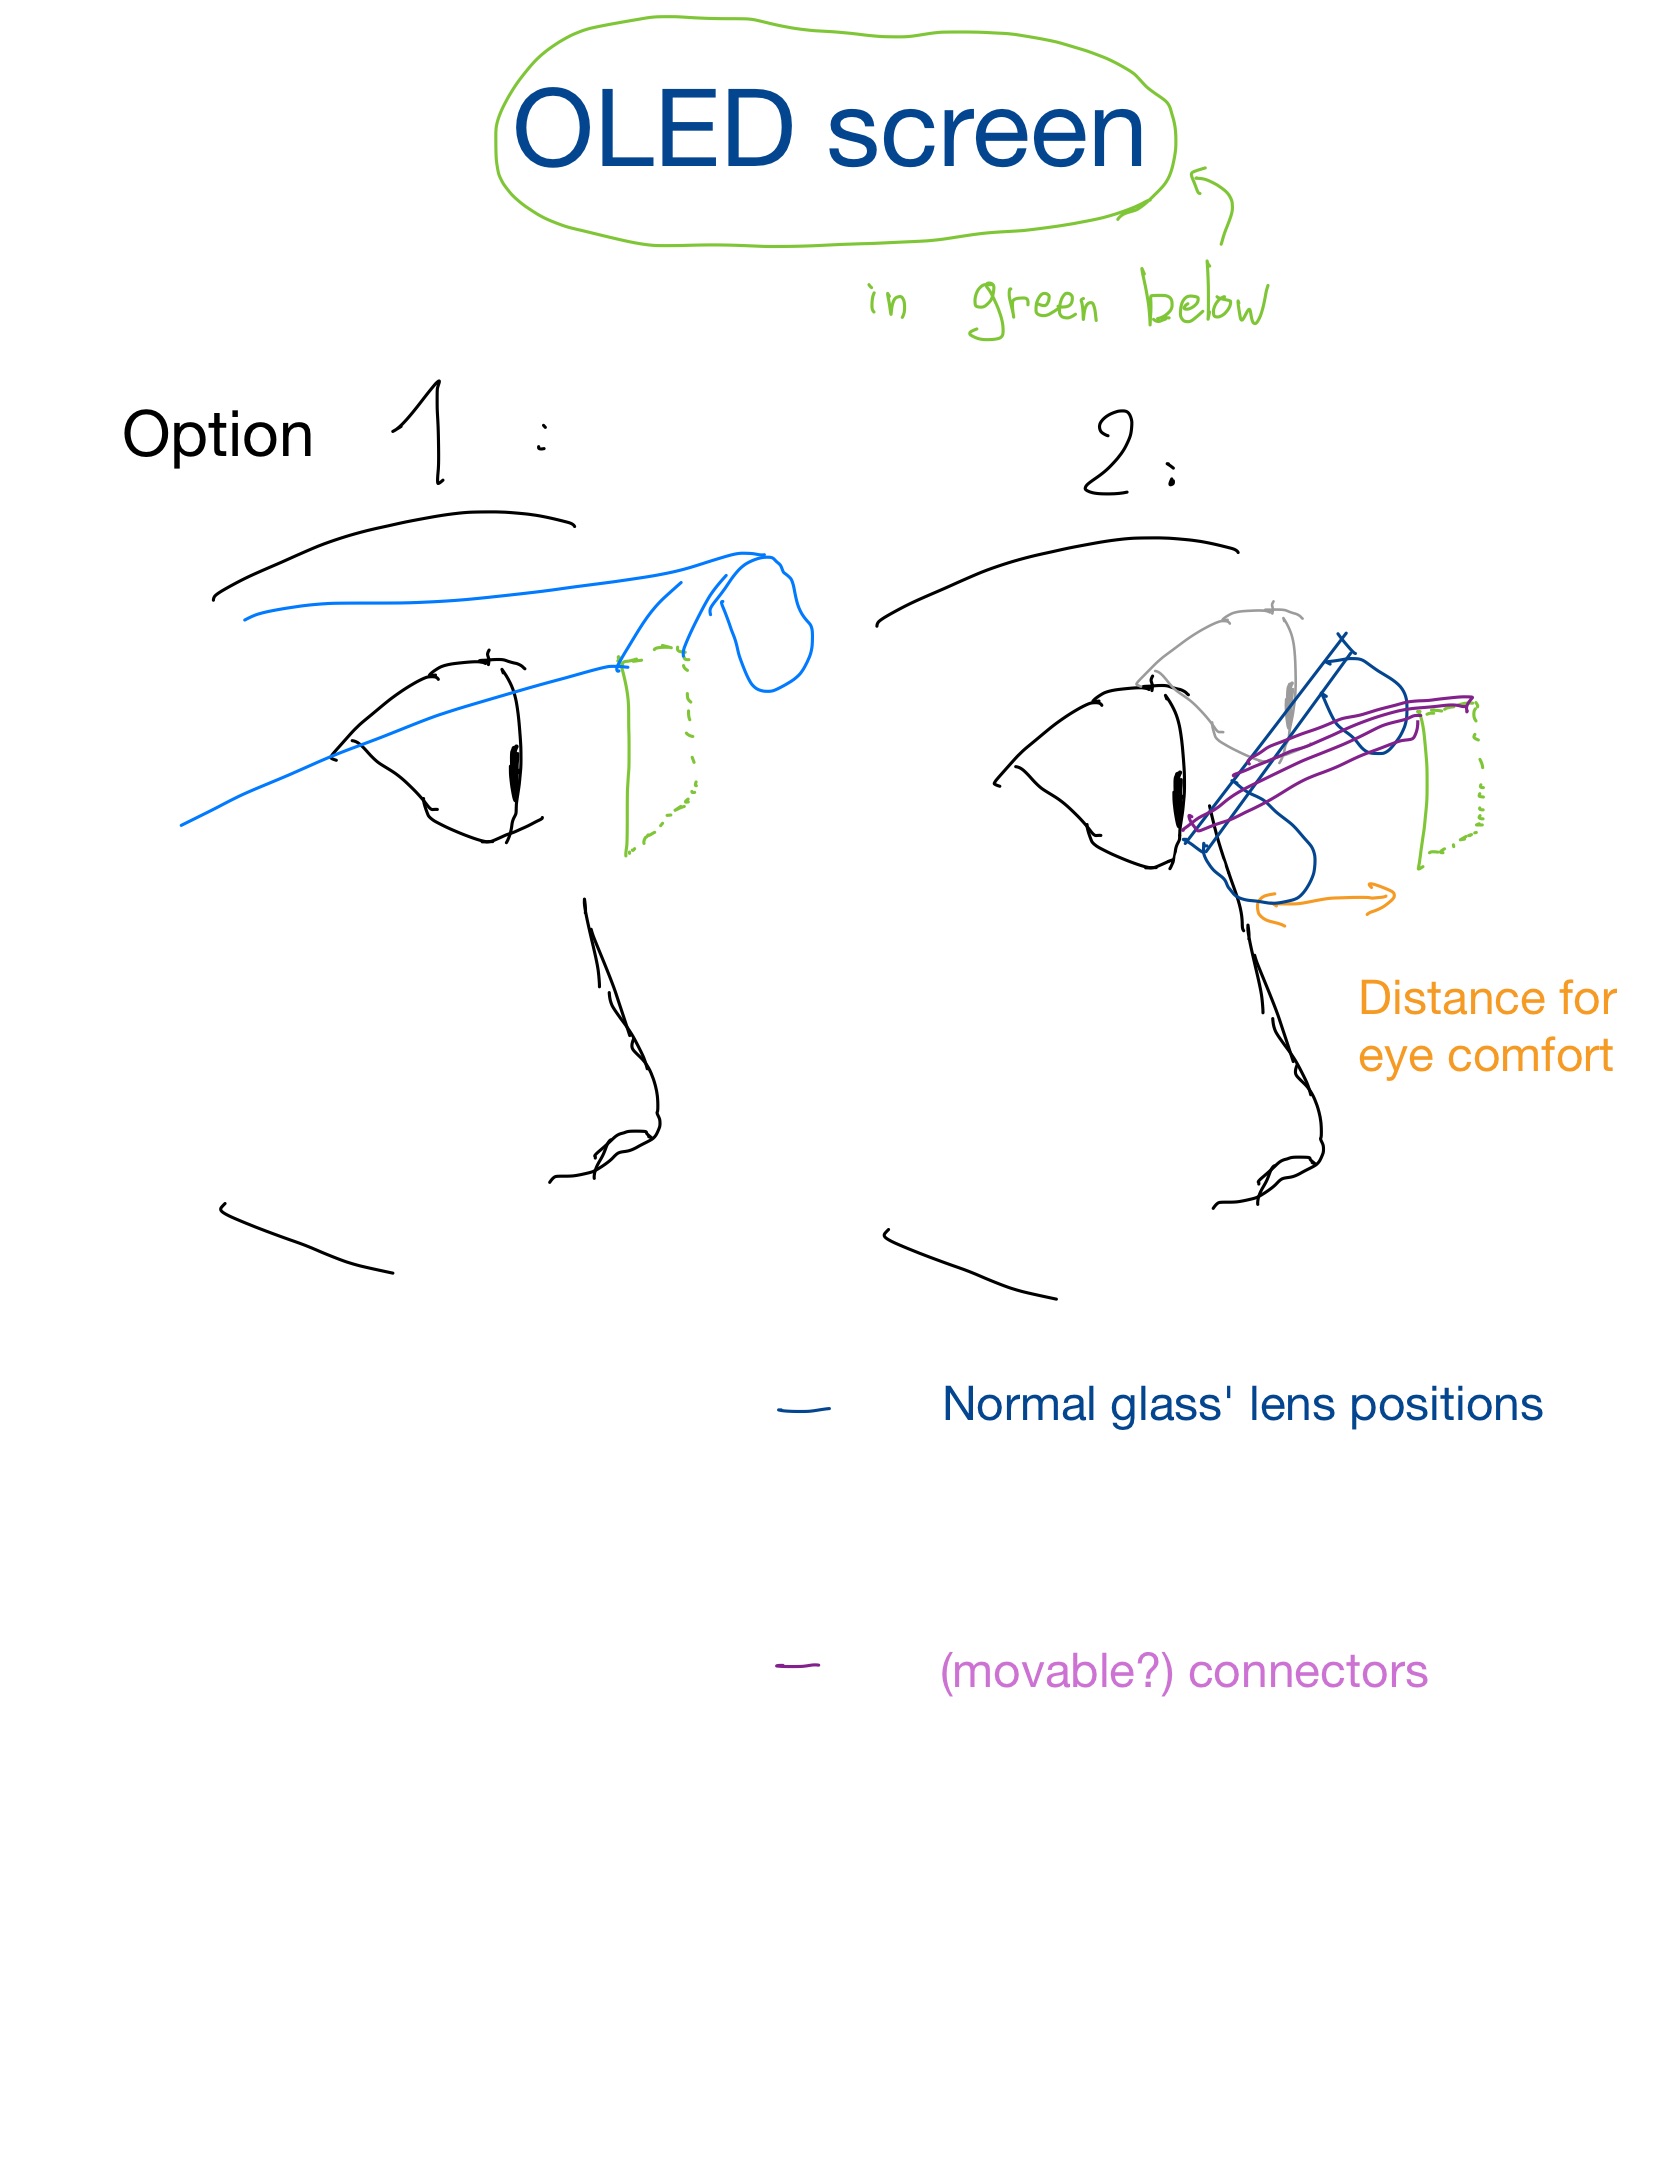 OLED screen
in green below
Option 1 :
2:
Distance for
eye comfort
Normal glass' lens positions
(movable?) connectors